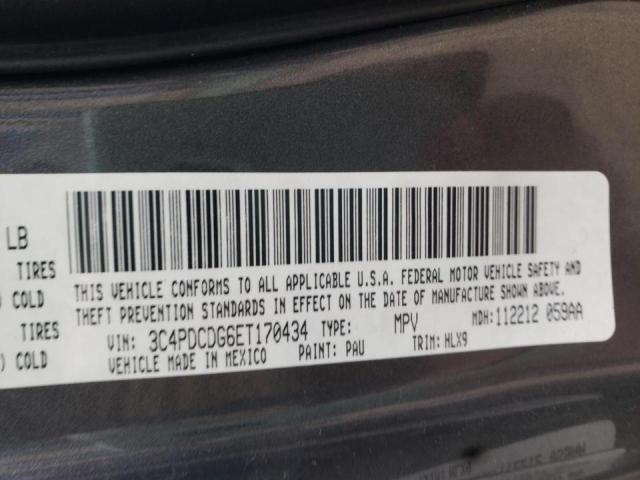 LB
TIRES
COLD
TIRES
) COLD
THIS VEHICLE CONFORMS TO ALL APPLICABLE U.S.A. FEDERAL MOTOR VEHICLE SAFETY AND
THEFT PREVENTION STANDARDS IN EFFECT ON THE DATE OF MANUFACTURE SHOWN ABOVE.
VIN: 3C4PDCDG6ET170434 TYPE: MPV MDH:112212 059AA
VEHICLE MADE IN MEXICO PAINT: PAU TRIM: HLX9